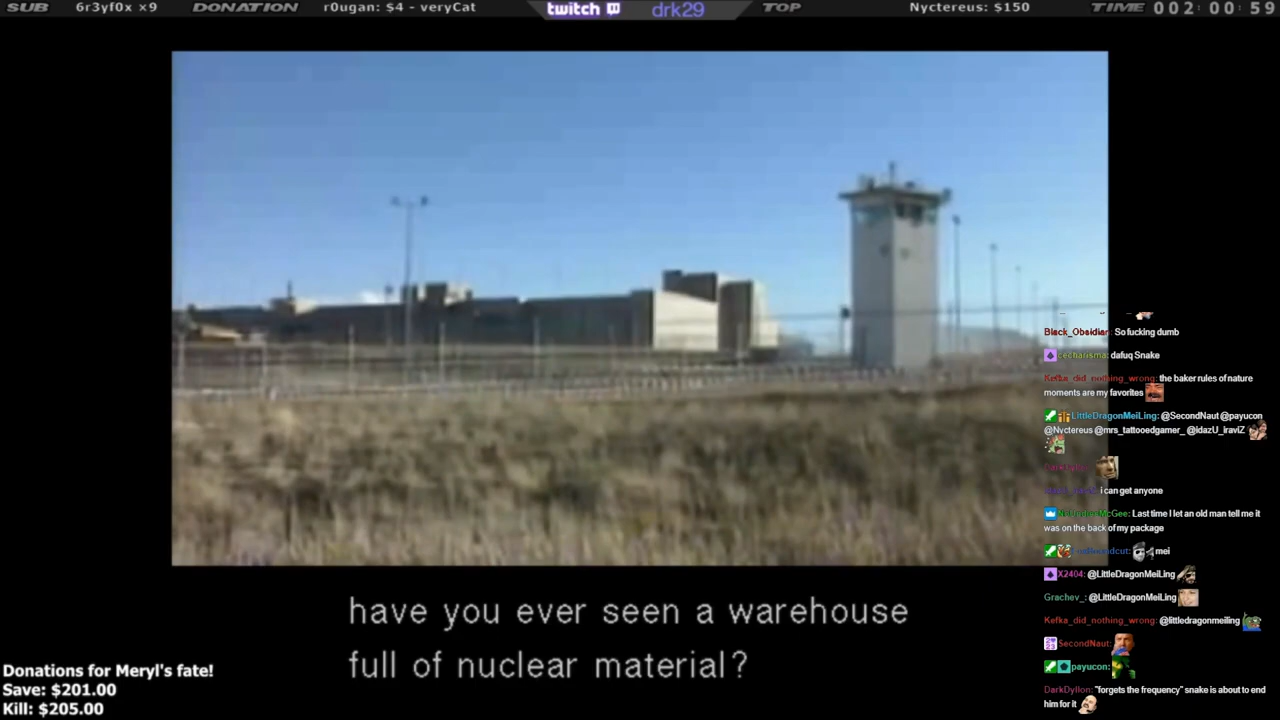 SUB 6r3yf0x ×9 DONATION r0ugan: $4 - veryCat twitch drk29 TOP Nyctereus: $150 TIME 002:00:59
Black_Obsidian: So fucking dumb
dafuq Snake
Kefka_did_nothing_wrong: the baker rules of nature
moments are my favorites
LittleDragonMeiLing: @SecondNaut @payucon
@Nyctereus @mrs_tattooedgamer_ @idazU_iraviZ
i can get anyone
Last time I let an old man tell me it
was on the back of my package
mei
X2404: @LittleDragonMeiLing
Grachev_: @LittleDragonMeiLing
Kefka_did_nothing_wrong: @littledragonmeiling
SecondNaut:
payucon:
DarkDyllon: "forgets the frequency" snake is about to end
him for it
have you ever seen a warehouse
full of nuclear material?
Donations for Meryl's fate!
Save: $201.00
Kill: $205.00